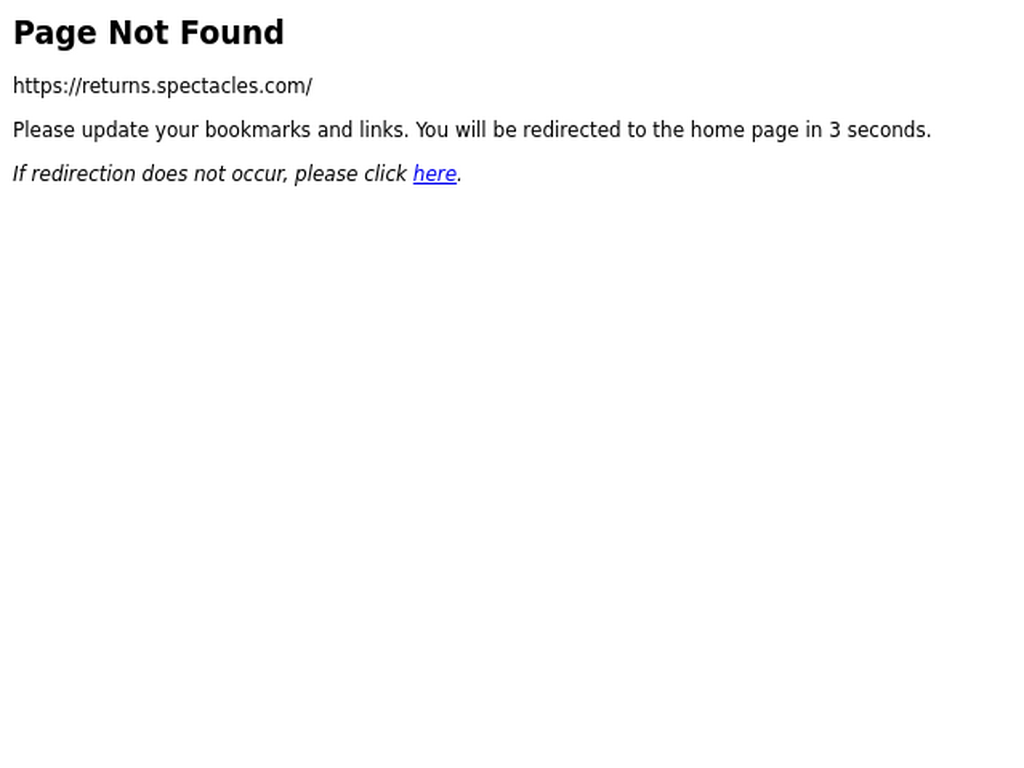 Page Not Found
https://returns.spectacles.com/
Please update your bookmarks and links. You will be redirected to the home page in 3 seconds.
If redirection does not occur, please click here.